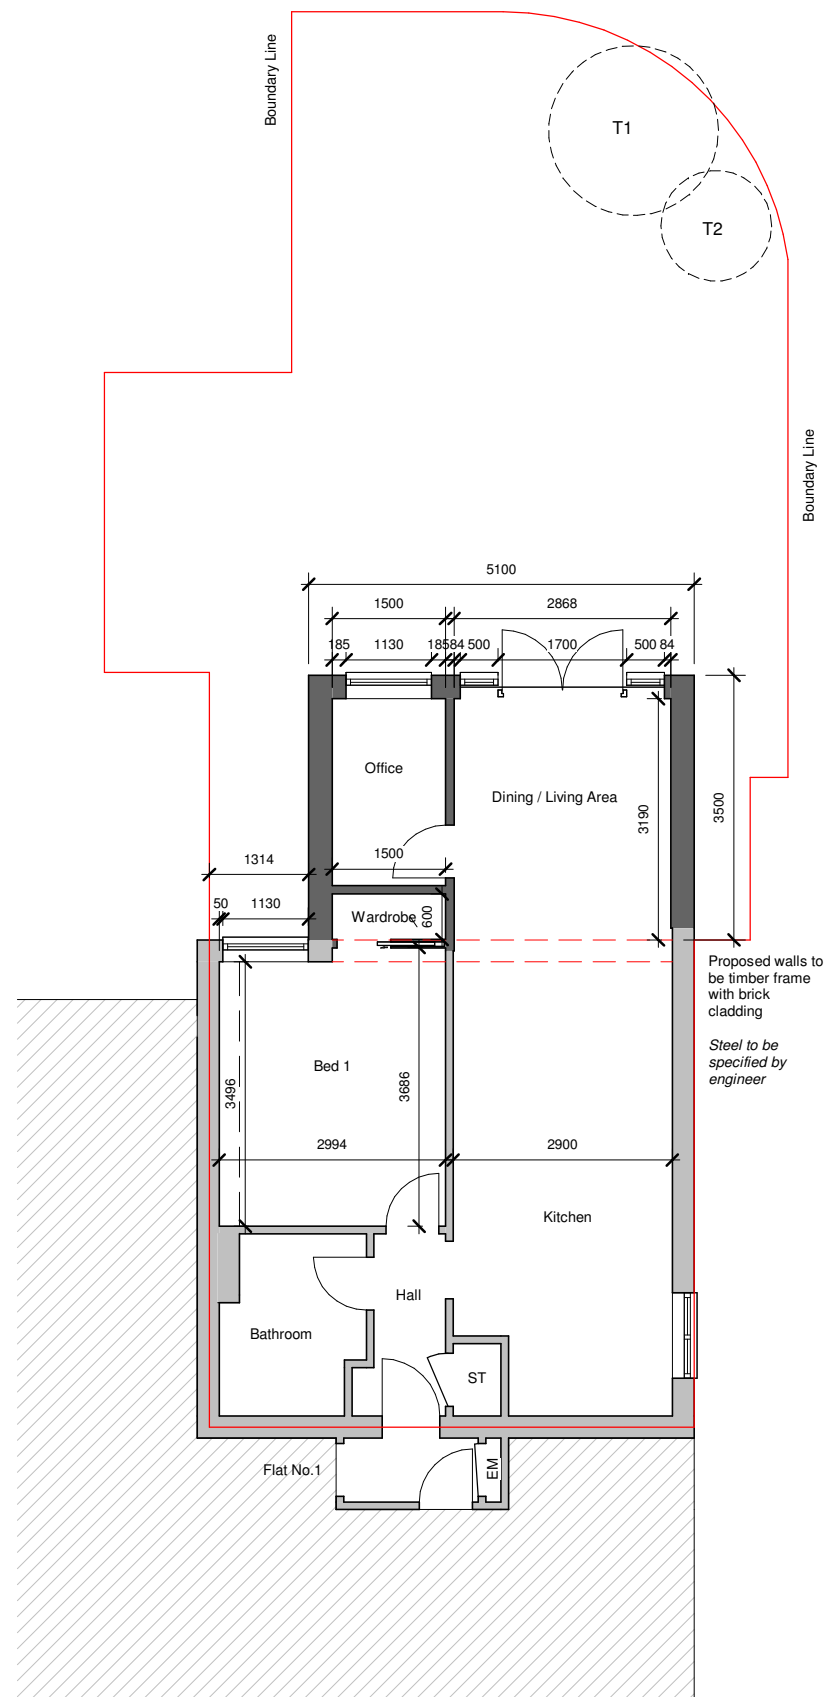 Boundary Line
T1
T2
Boundary Line
5100
1500
2868
185
1130
185
84
500
1700
500
84
Office
Dining / Living Area
3190
3500
1500
1314
50
1130
Wardrobe
600
Proposed walls to
be timber frame
with brick
cladding
Steel to be
specified by
engineer
Bed 1
3496
3686
2994
2900
Kitchen
Hall
Bathroom
ST
Flat No.1
EM